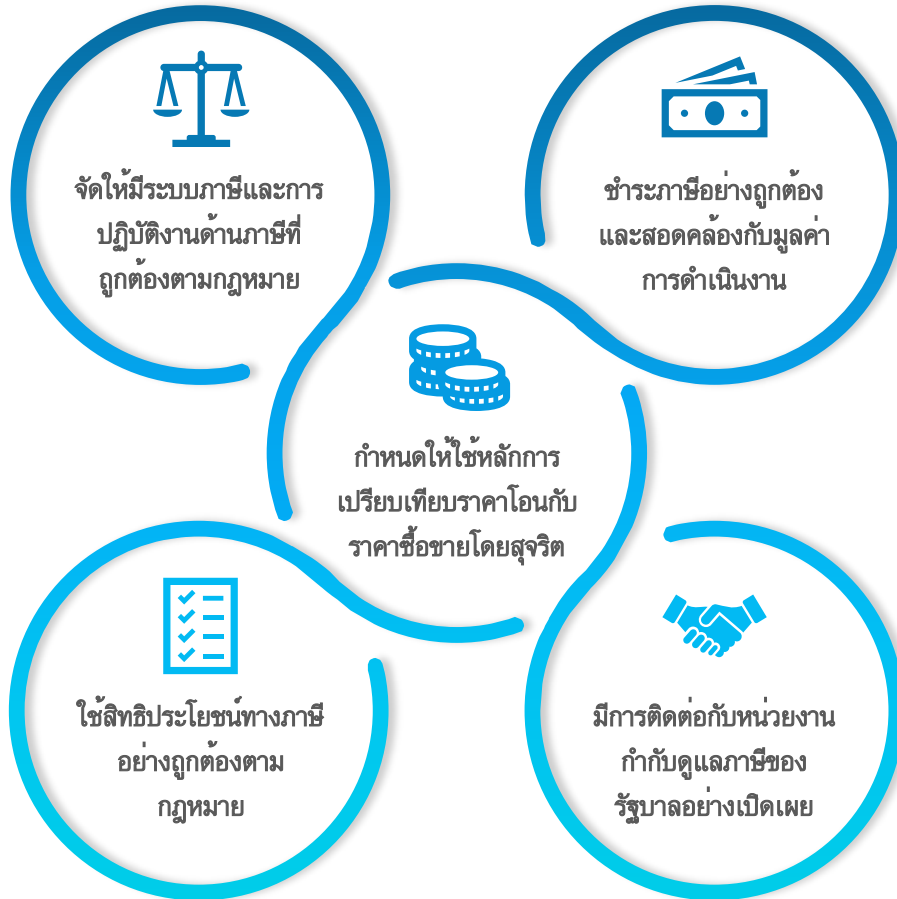 จัดให้มีระบบภาษีและการ
ปฏิบัติงานด้านภาษีที่
ถูกต้องตามกฎหมาย
ชำระภาษีอย่างถูกต้อง
และสอดคล้องกับมูลค่า
การดำเนินงาน
กำหนดให้ใช้หลักการ
เปรียบเทียบราคาโอนกับ
ราคาซื้อขายโดยสุจริต
ใช้สิทธิประโยชน์ทางภาษี
อย่างถูกต้องตาม
กฎหมาย
มีการติดต่อกับหน่วยงาน
กำกับดูแลภาษีของ
รัฐบาลอย่างเปิดเผย